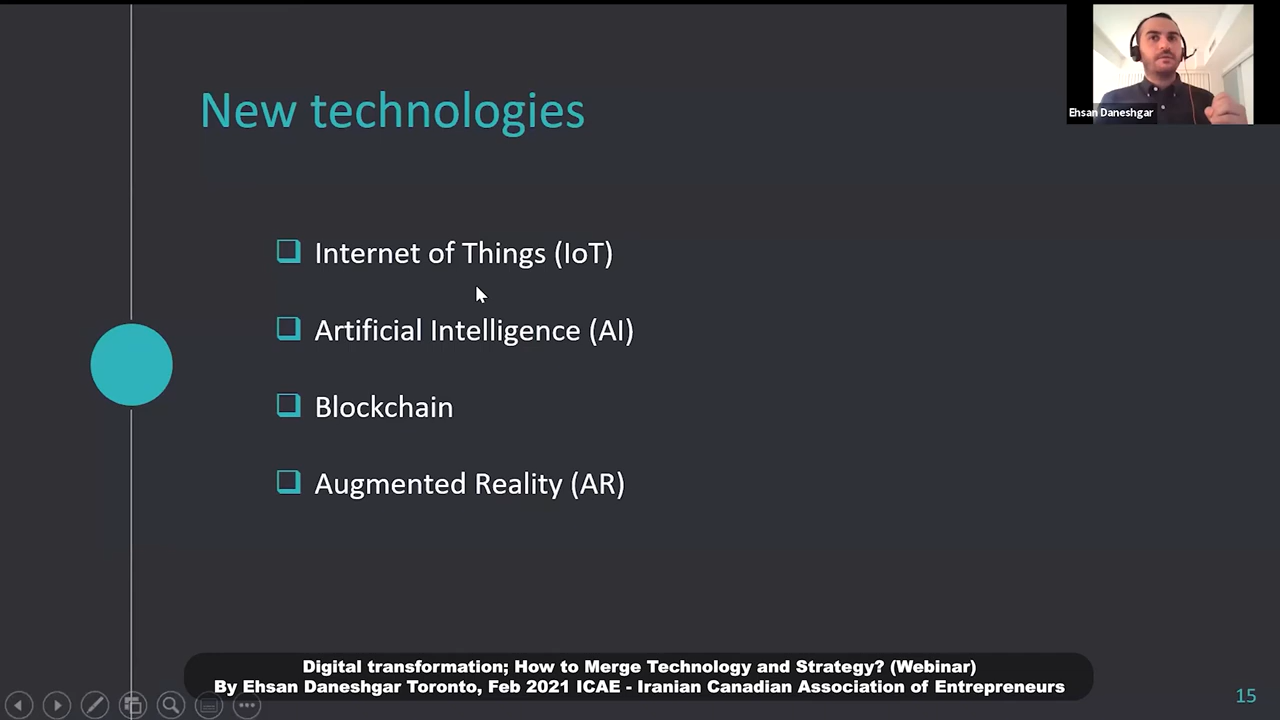 Ehsan Daneshgar
New technologies
Internet of Things (IoT)
Artificial Intelligence (AI)
Blockchain
Augmented Reality (AR)
Digital transformation; How to Merge Technology and Strategy? (Webinar)
By Ehsan Daneshgar Toronto, Feb 2021 ICAE - Iranian Canadian Association of Entrepreneurs
15